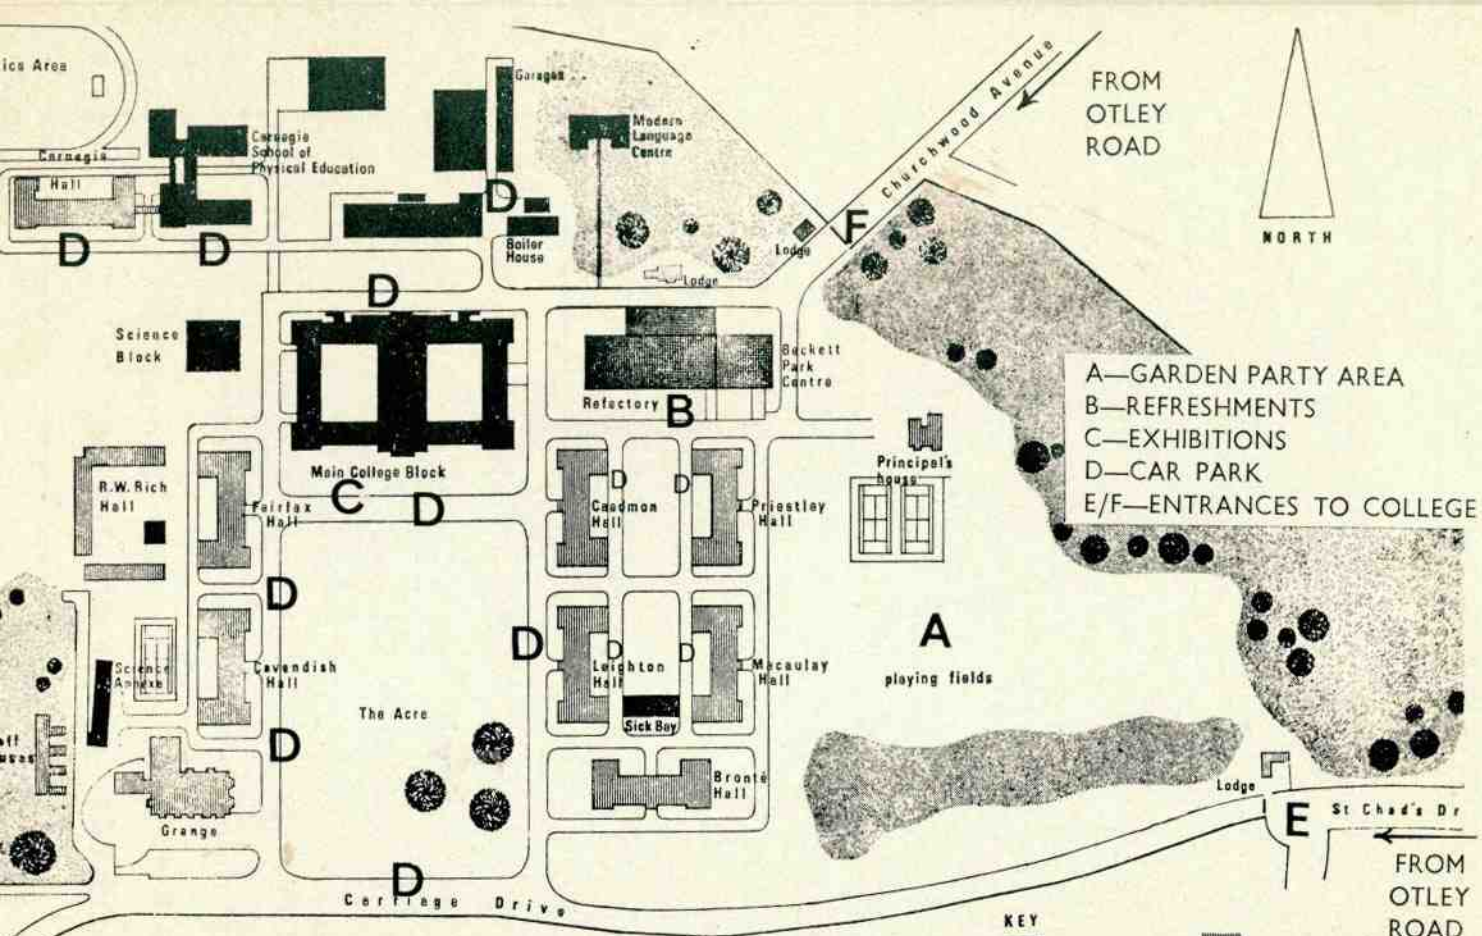 ics Area
Carnegie
Hall
Carnegie
School of
Physical Education
Garages
Modern
Language
Centre
Churchwood Avenue
FROM
OTLEY
ROAD
NORTH
D
D
D
D
Boiler
House
Lodge
Lodge
F
Science
Block
Beckett
Park
Centre
Refectory
B
A—GARDEN PARTY AREA
B—REFRESHMENTS
C—EXHIBITIONS
D—CAR PARK
E/F—ENTRANCES TO COLLEGE
Main College Block
C
D
R.W. Rich
Hall
Fairfax
Hall
Caedmon
Hall
D
D
Priestley
Hall
Principal's
house
D
D
Science
Annexe
Cavendish
Hall
Leighton
Hall
D
D
Macaulay
Hall
Sick Bay
A
playing fields
The Acre
D
Bronte
Hall
Grange
Lodge
E
St Chad's Dr
FROM
OTLEY
ROAD
D
Carriage Drive
KEY